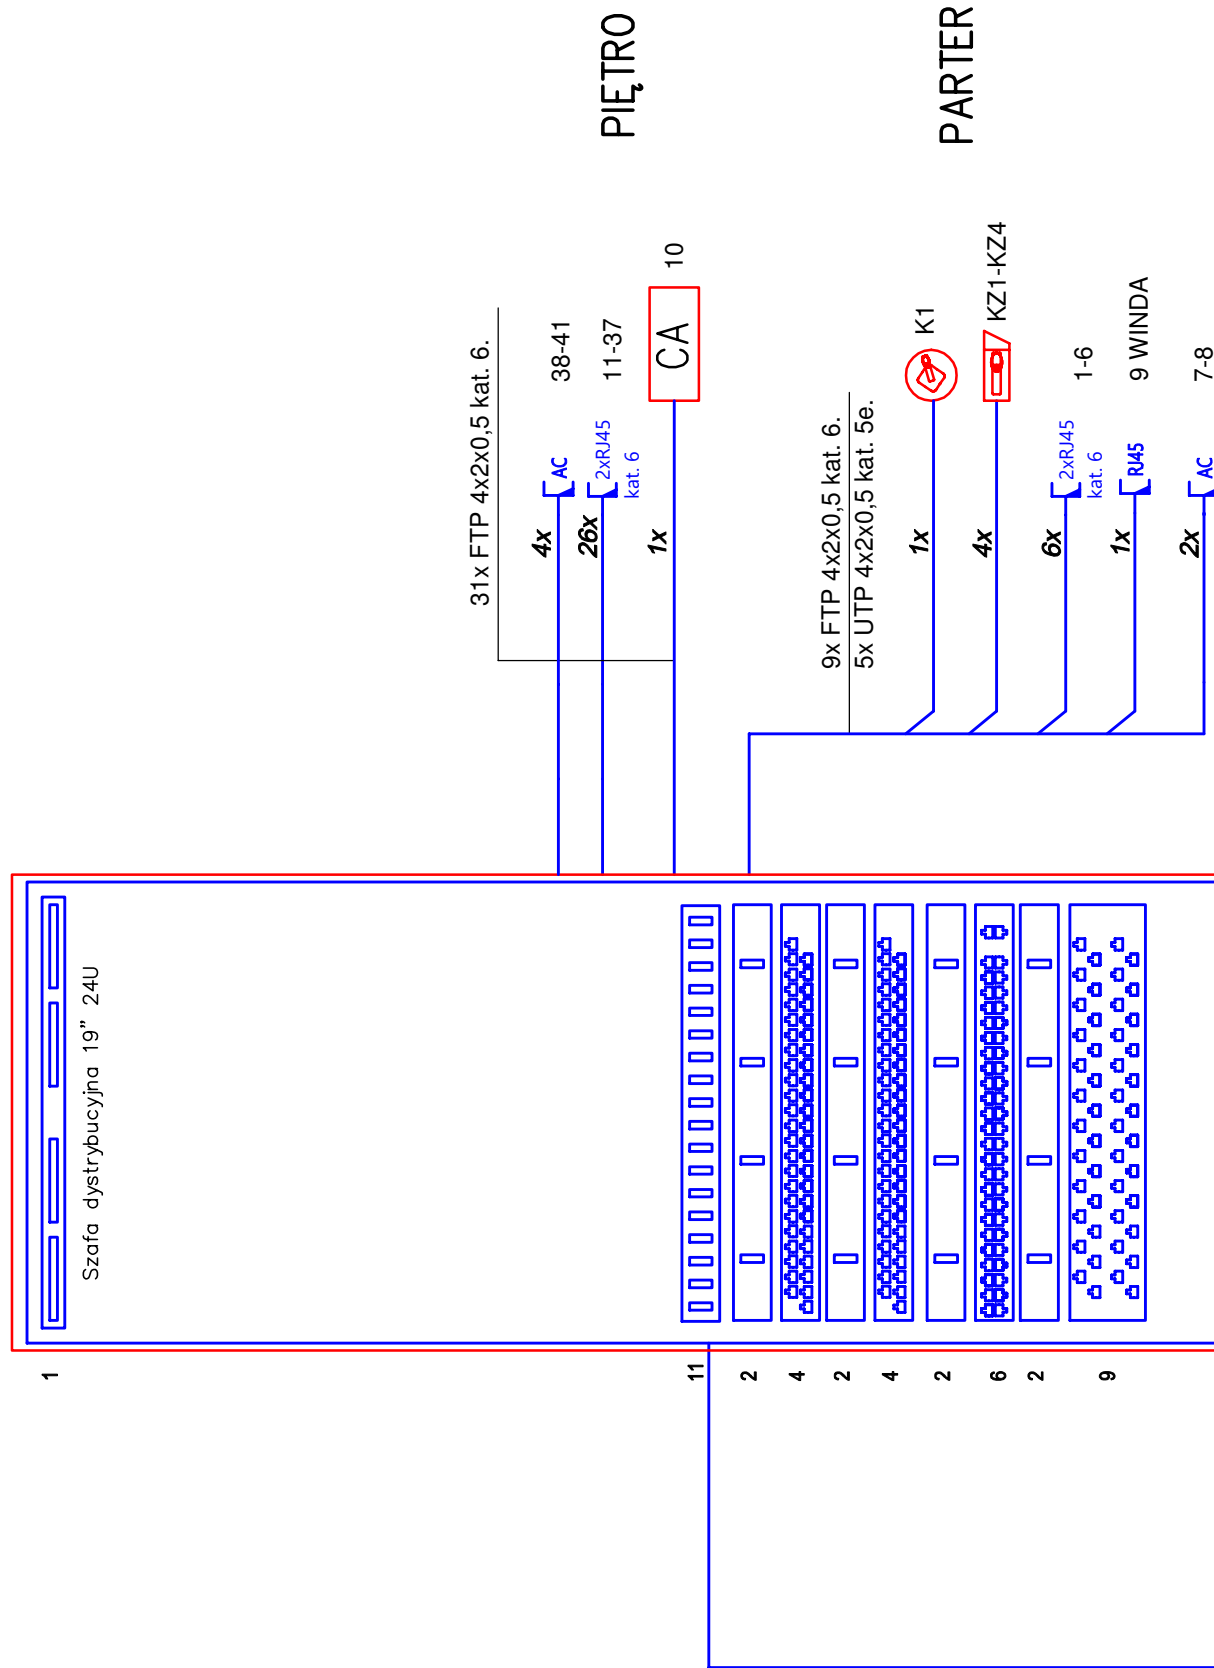 PIĘTRO
31x FTP 4x2x0,5 kat. 6.
4x AC 38-41
26x 2xRJ45 11-37
kat. 6
1x CA 10
PARTER
9x FTP 4x2x0,5 kat. 6.
5x UTP 4x2x0,5 kat. 5e.
1x K1
4x KZ1-KZ4
6x 2xRJ45 1-6
kat. 6
1x RJ45 9 WINDA
2x AC 7-8
Szafa dystrybucyjna 19" 24U
1
11
2
4
2
4
2
6
2
9